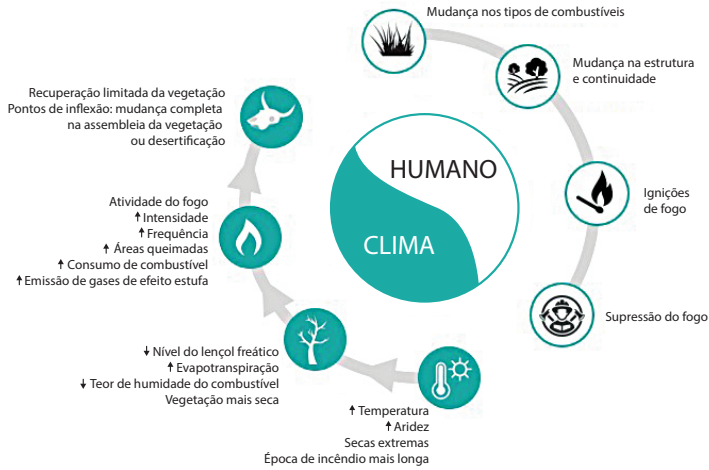 Mudança nos tipos de combustíveis
Mudança na estrutura
e continuidade
Ignições
de fogo
Supressão do fogo
HUMANO
CLIMA
Recuperação limitada da vegetação
Pontos de inflexão: mudança completa
na assembleia da vegetação
ou desertificação
Atividade do fogo
↑ Intensidade
↑ Frequência
↑ Áreas queimadas
↑ Consumo de combustível
↑ Emissão de gases de efeito estufa
↓ Nível do lençol freático
↑ Evapotranspiração
↓ Teor de humidade do combustível
Vegetação mais seca
↑ Temperatura
↑ Aridez
Secas extremas
Época de incêndio mais longa